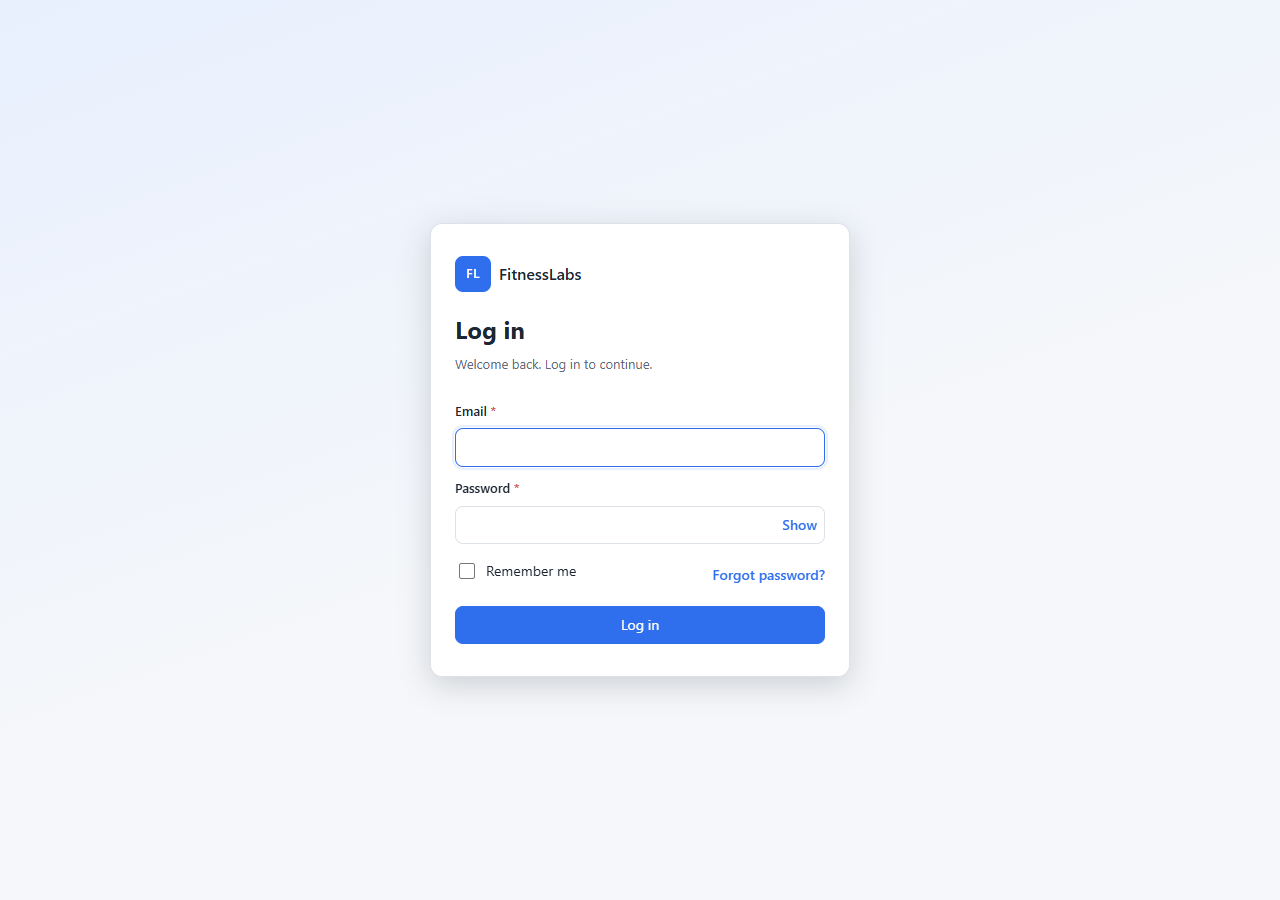 FL FitnessLabs
Log in
Welcome back. Log in to continue.
Email *
Password *
Show
Remember me Forgot password?
Log in